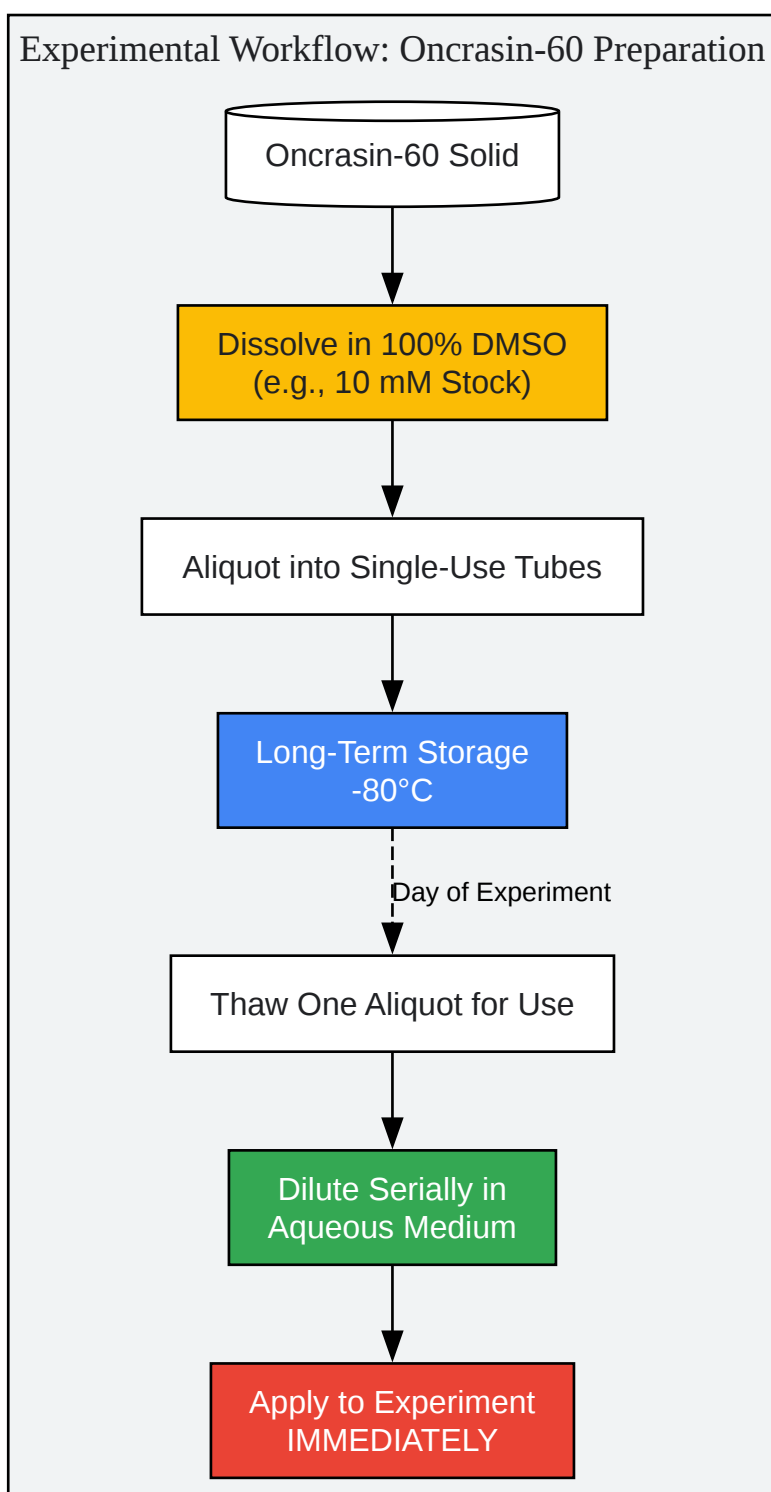 Experimental Workflow: Oncrasin-60 Preparation
Oncrasin-60 Solid
Dissolve in 100% DMSO
(e.g., 10 mM Stock)
Aliquot into Single-Use Tubes
Long-Term Storage
-80°C
Day of Experiment
Thaw One Aliquot for Use
Dilute Serially in
Aqueous Medium
Apply to Experiment
IMMEDIATELY